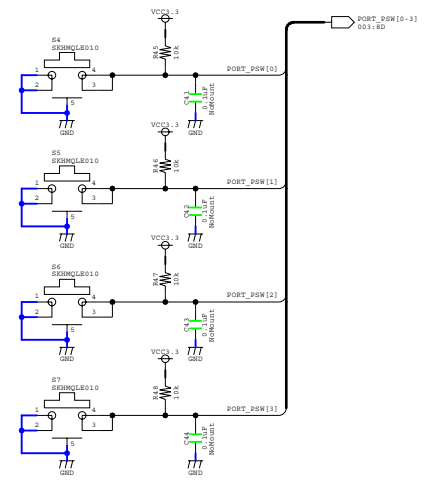 VCC3.3
PORT_PSW[0-3]
003:8D
S4
SKHMQLE010
R45
10k
1
4
PORT_PSW[0]
2
3
5
C41
0.1uF
NoMount
GND
GND
VCC3.3
S5
SKHMQLE010
R46
10k
1
4
PORT_PSW[1]
2
3
5
C42
0.1uF
NoMount
GND
GND
VCC3.3
S6
SKHMQLE010
R47
10k
1
4
PORT_PSW[2]
2
3
5
C43
0.1uF
NoMount
GND
GND
VCC3.3
S7
SKHMQLE010
R48
10k
1
4
PORT_PSW[3]
2
3
5
C44
0.1uF
NoMount
GND
GND